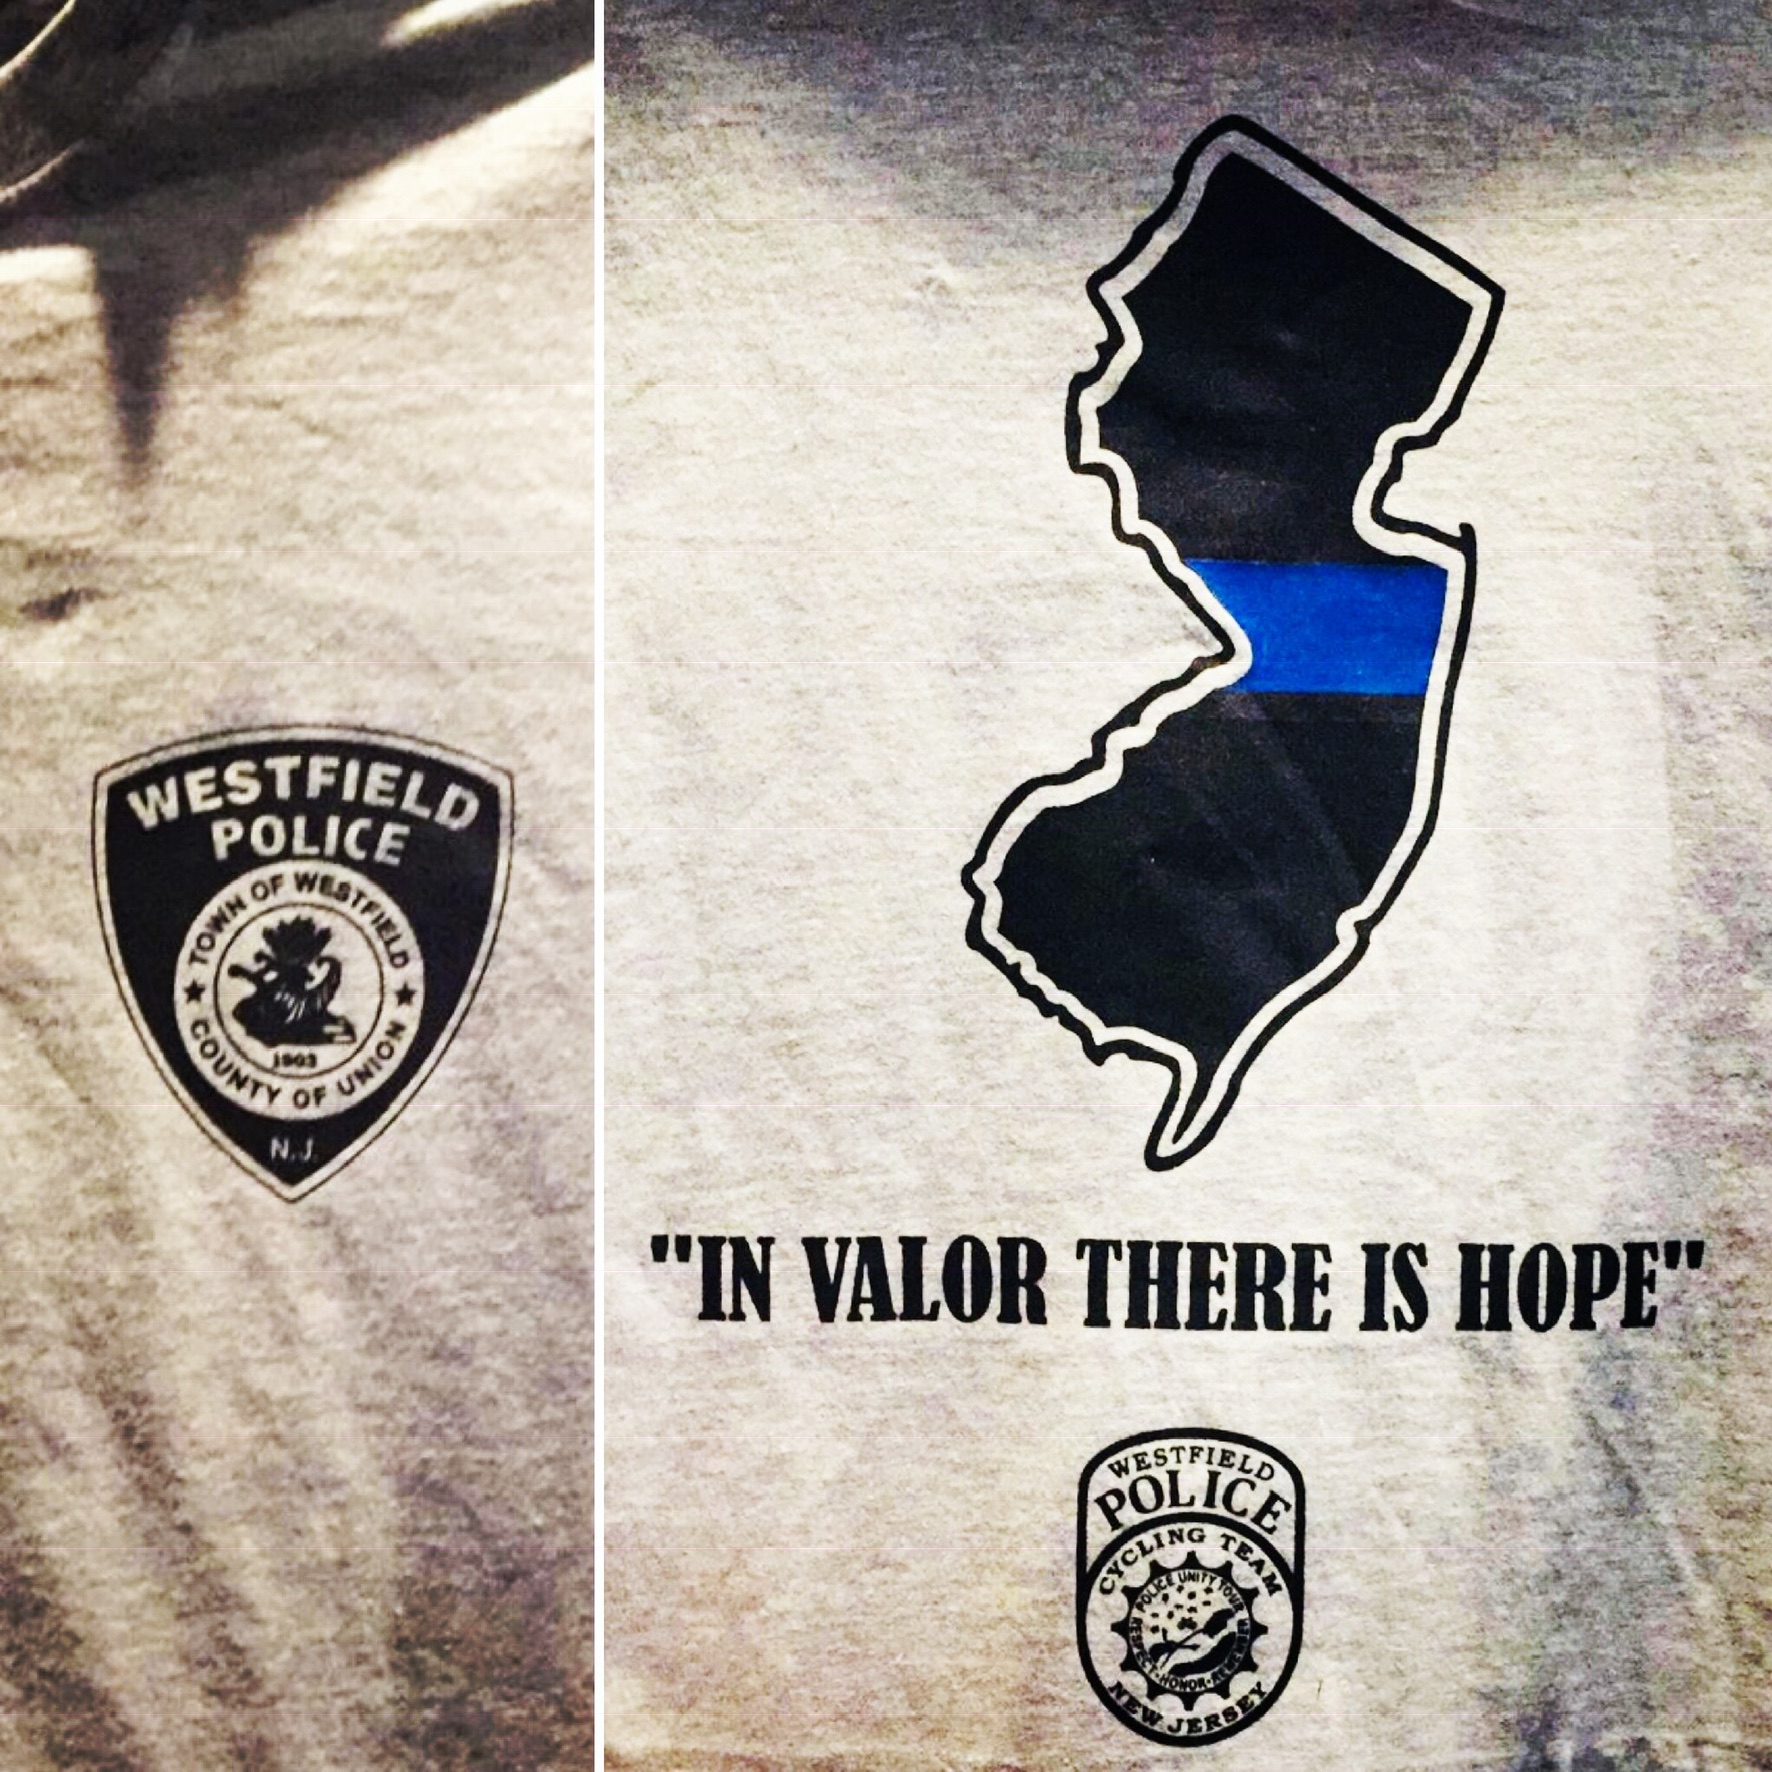 WESTFIELD
POLICE
TOWN OF WESTFIELD
1903
COUNTY OF UNION
N.J.
"IN VALOR THERE IS HOPE"
WESTFIELD
POLICE
CYCLING TEAM
POLICE UNITY TOUR
RESPECT-HONOR-REMEMBER
NEW JERSEY